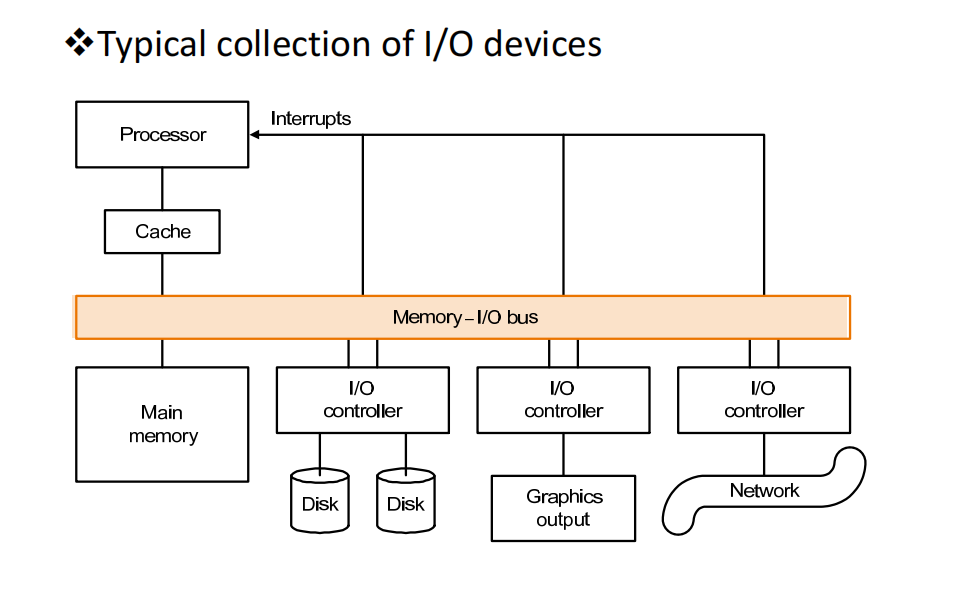 ❖Typical collection of I/O devices
Interrupts
Processor
Cache
Memory–I/O bus
Main
memory
I/O
controller
I/O
controller
I/O
controller
Disk
Disk
Graphics
output
Network